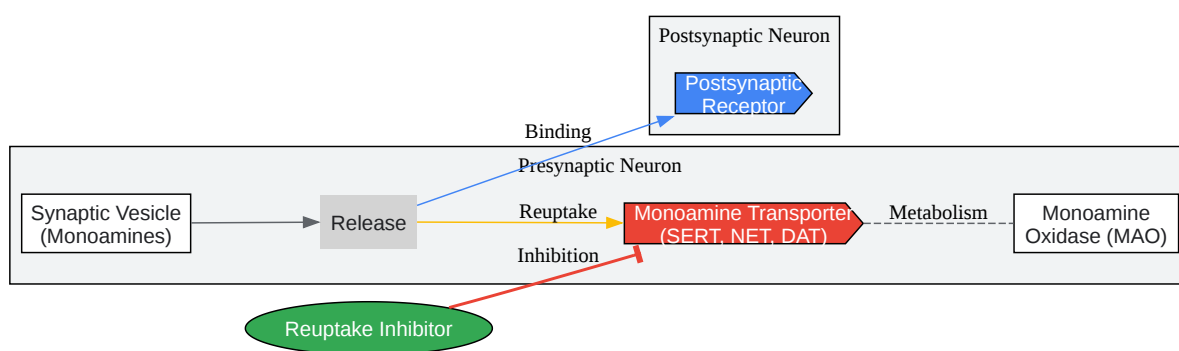 Postsynaptic Neuron
Postsynaptic
Receptor
Binding
Presynaptic Neuron
Synaptic Vesicle
(Monoamines)
Release
Reuptake
Monoamine Transporter
(SERT, NET, DAT)
Metabolism
Monoamine
Oxidase (MAO)
Inhibition
Reuptake Inhibitor